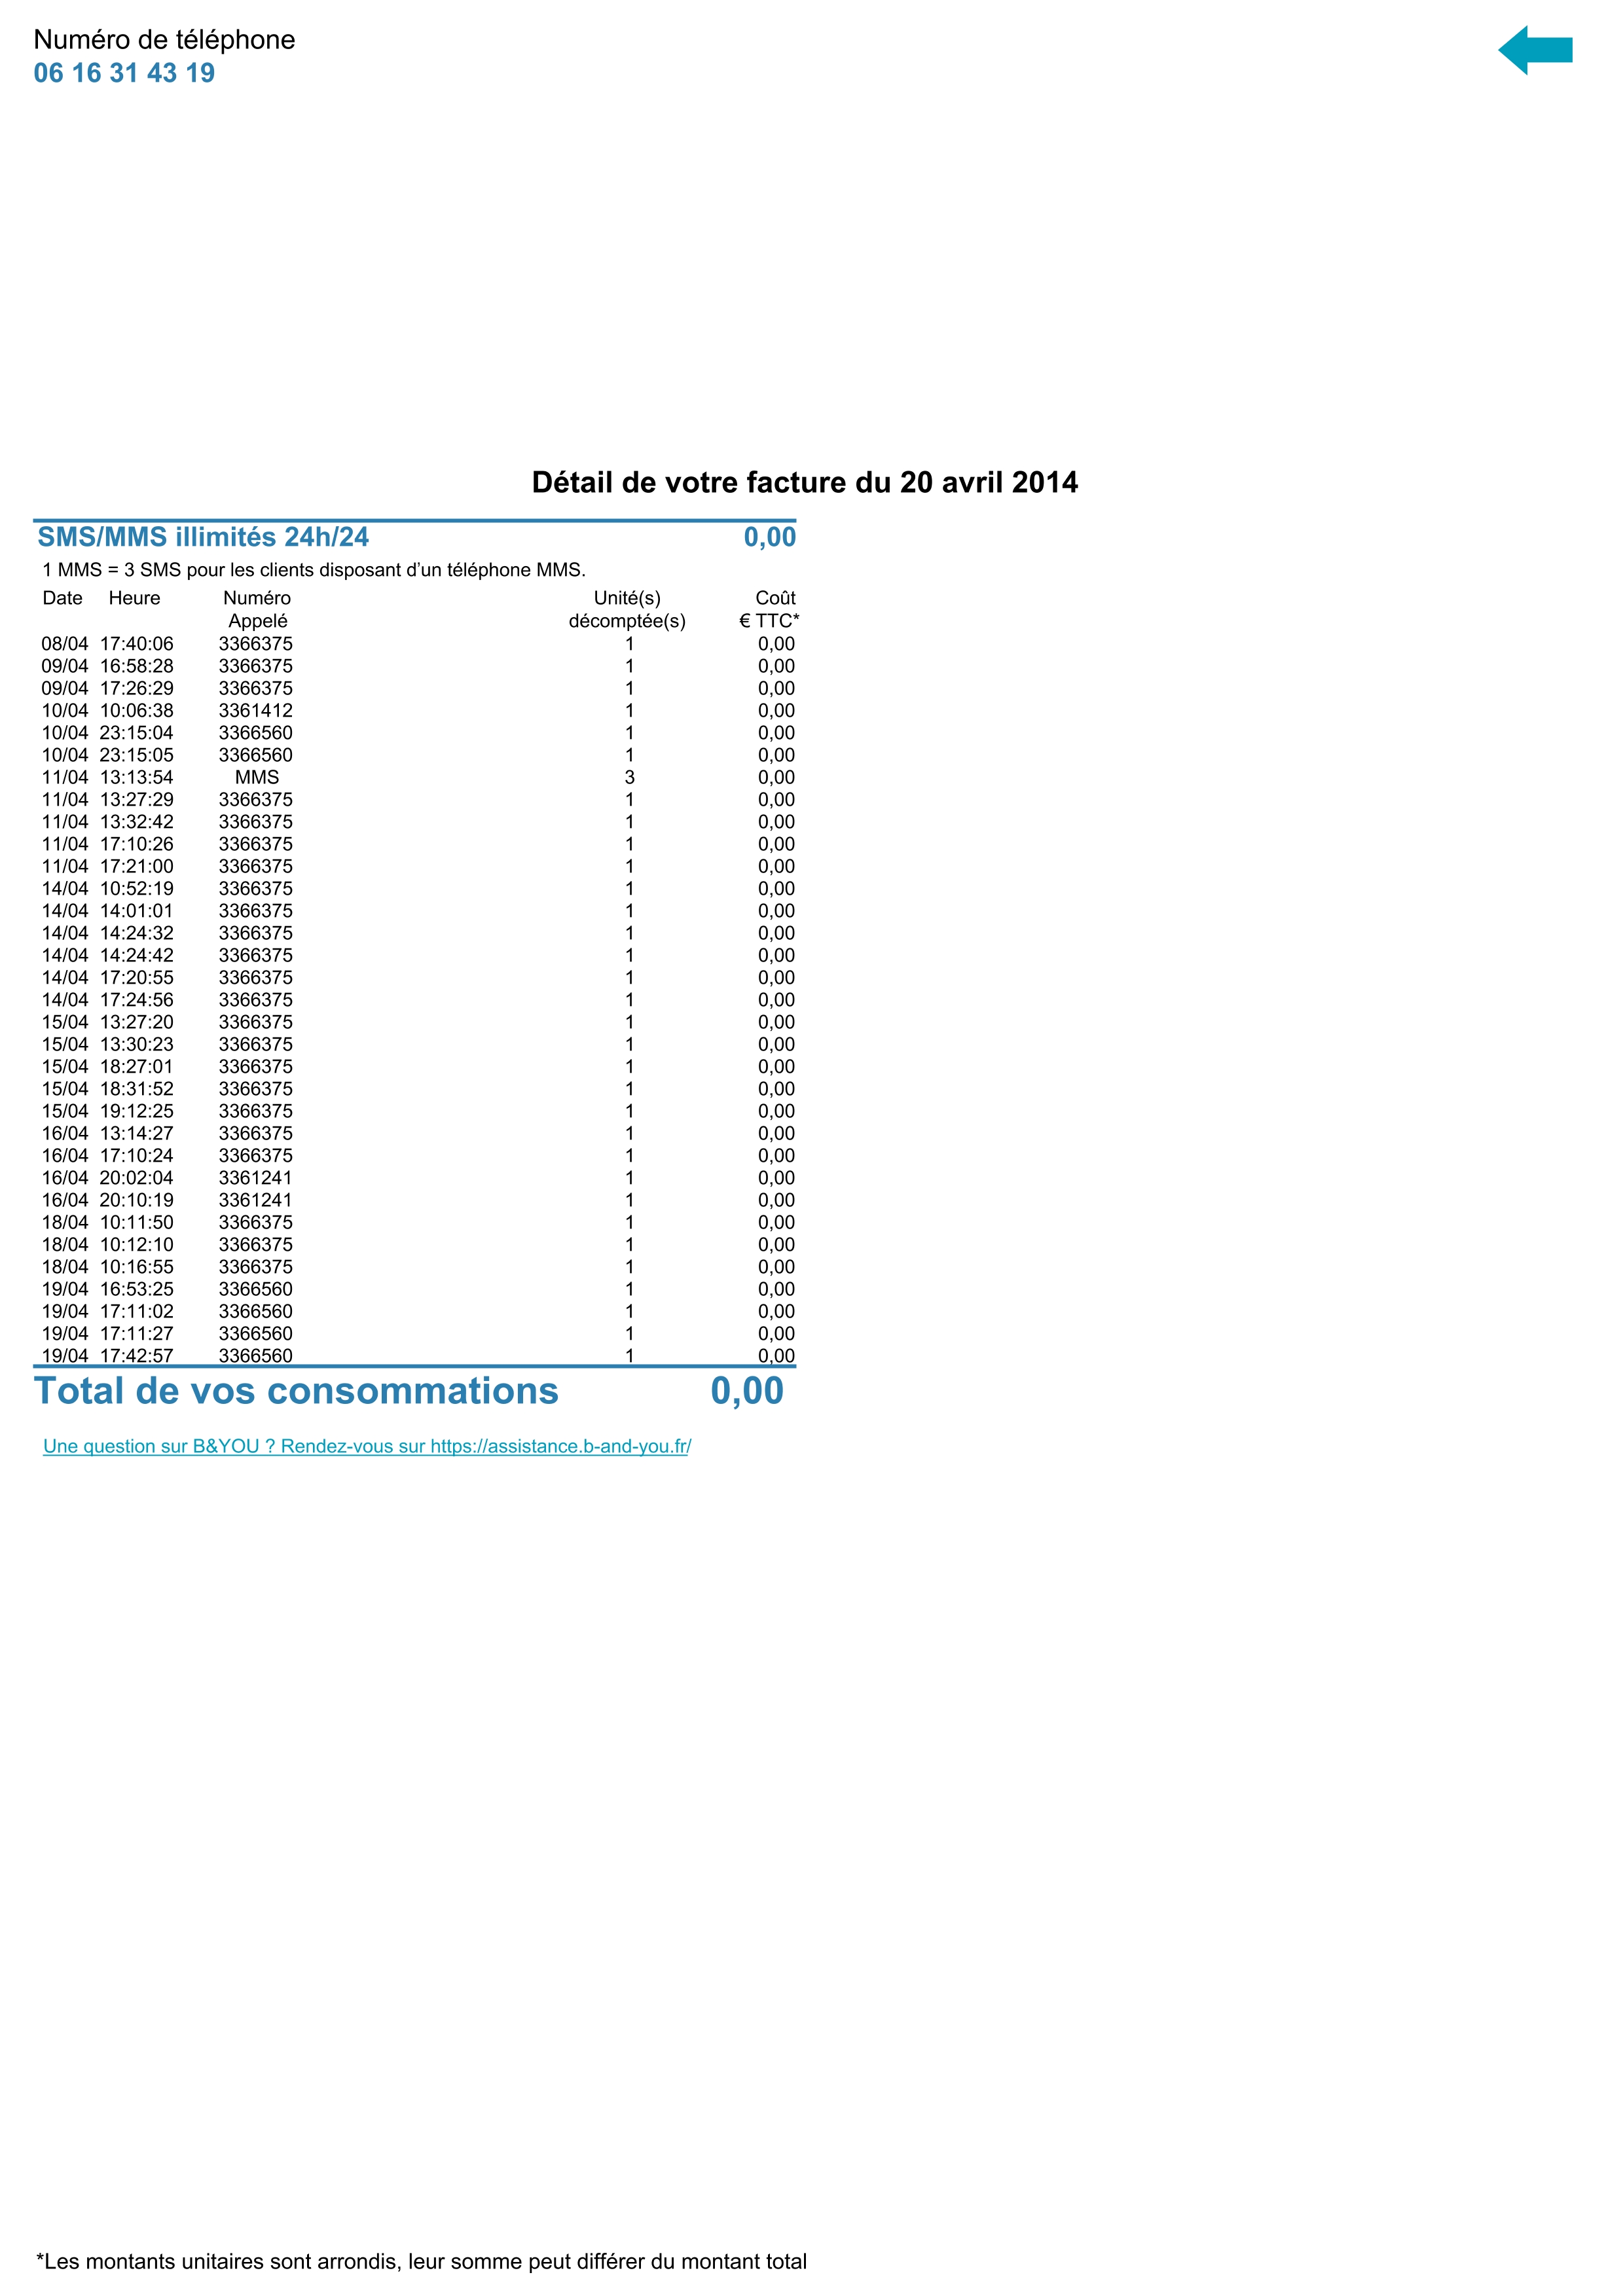 Numéro de téléphone
06 16 31 43 19
Détail de votre facture du 20 avril 2014
SMS/MMS illimités 24h/24 0,00
1 MMS = 3 SMS pour les clients disposant d'un téléphone MMS.
Date Heure Numéro Unité(s) Coût
Appelé décomptée(s) € TTC*
08/04 17:40:06 3366375 1 0,00
09/04 16:58:28 3366375 1 0,00
09/04 17:26:29 3366375 1 0,00
10/04 10:06:38 3361412 1 0,00
10/04 23:15:04 3366560 1 0,00
10/04 23:15:05 3366560 1 0,00
11/04 13:13:54 MMS 3 0,00
11/04 13:27:29 3366375 1 0,00
11/04 13:32:42 3366375 1 0,00
11/04 17:10:26 3366375 1 0,00
11/04 17:21:00 3366375 1 0,00
14/04 10:52:19 3366375 1 0,00
14/04 14:01:01 3366375 1 0,00
14/04 14:24:32 3366375 1 0,00
14/04 14:24:42 3366375 1 0,00
14/04 17:20:55 3366375 1 0,00
14/04 17:24:56 3366375 1 0,00
15/04 13:27:20 3366375 1 0,00
15/04 13:30:23 3366375 1 0,00
15/04 18:27:01 3366375 1 0,00
15/04 18:31:52 3366375 1 0,00
15/04 19:12:25 3366375 1 0,00
16/04 13:14:27 3366375 1 0,00
16/04 17:10:24 3366375 1 0,00
16/04 20:02:04 3361241 1 0,00
16/04 20:10:19 3361241 1 0,00
18/04 10:11:50 3366375 1 0,00
18/04 10:12:10 3366375 1 0,00
18/04 10:16:55 3366375 1 0,00
19/04 16:53:25 3366560 1 0,00
19/04 17:11:02 3366560 1 0,00
19/04 17:11:27 3366560 1 0,00
19/04 17:42:57 3366560 1 0,00
Total de vos consommations 0,00
Une question sur B&YOU ? Rendez-vous sur https://assistance.b-and-you.fr/
*Les montants unitaires sont arrondis, leur somme peut différer du montant total